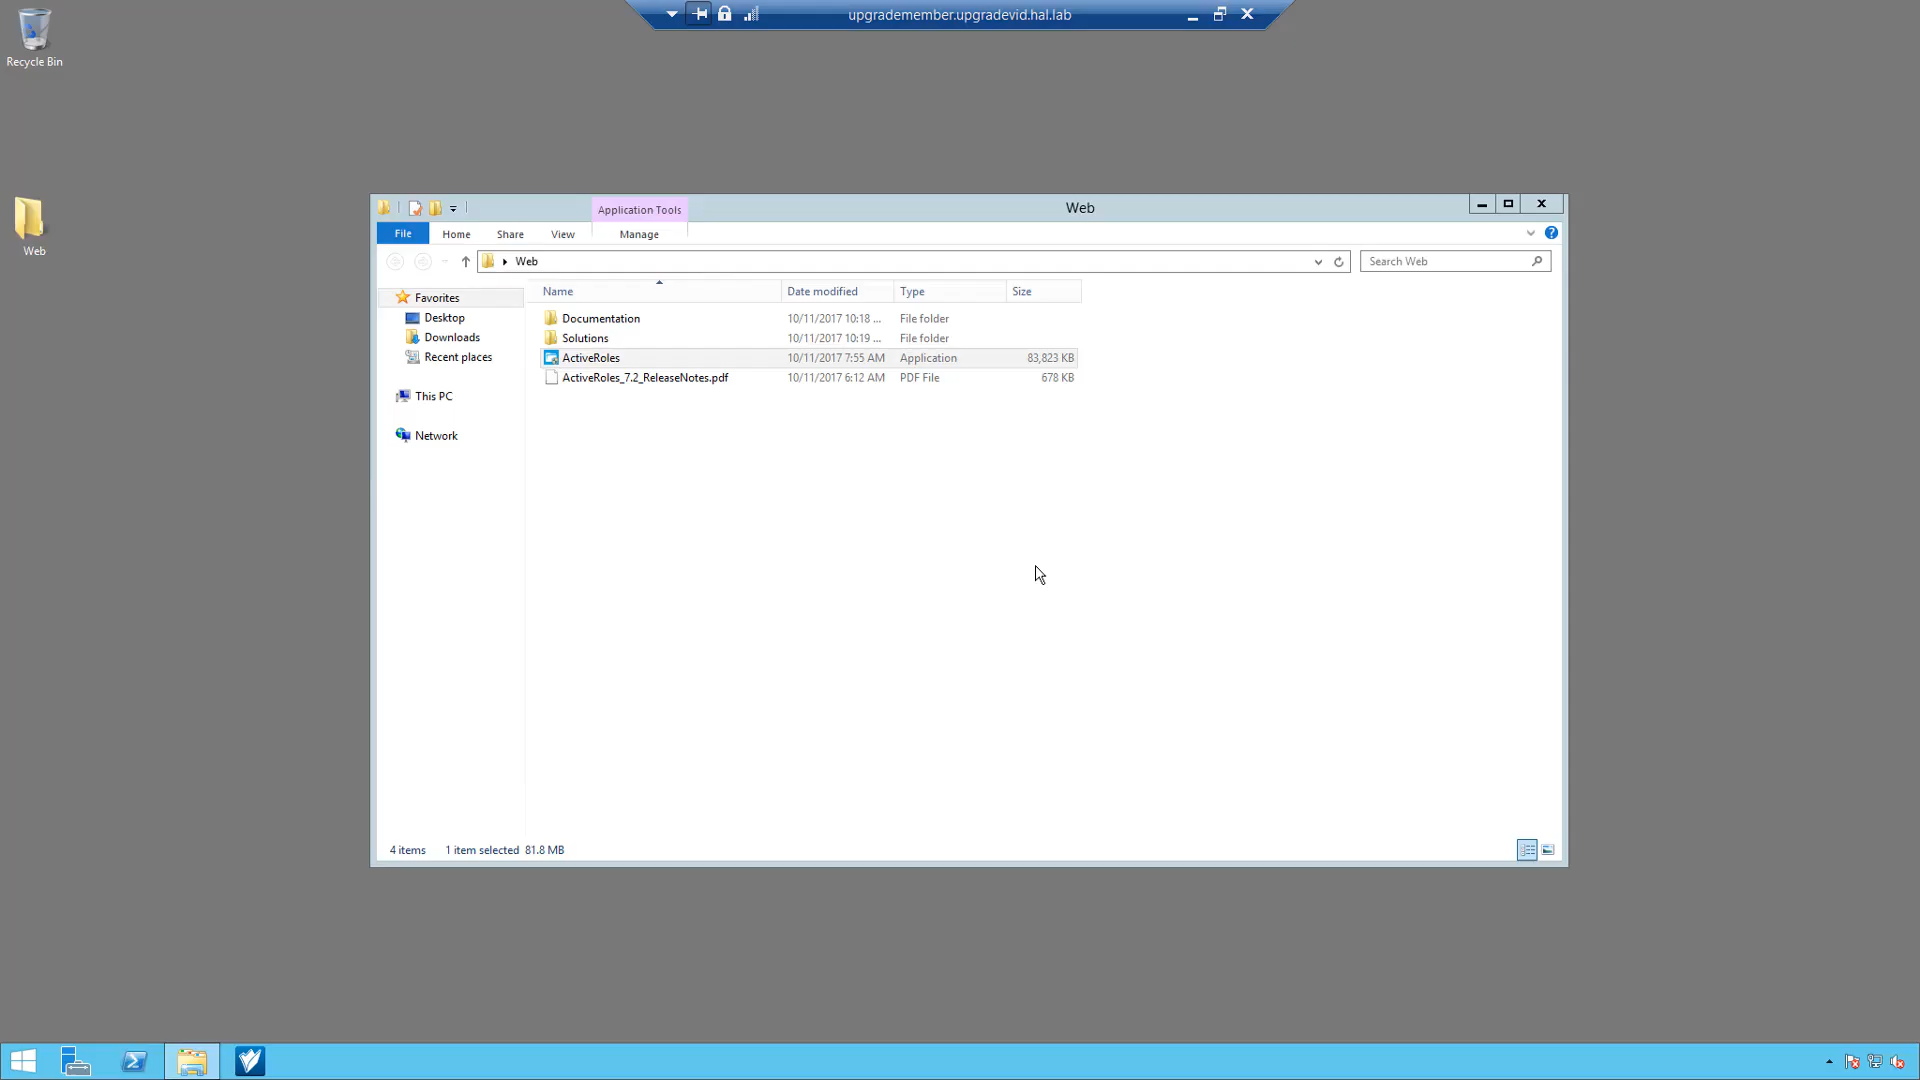 upgrademember.upgradevid.hal.lab
Recycle Bin
Web
Application Tools
Web
File Home Share View Manage
Web
Search Web
Favorites
Desktop
Downloads
Recent places
This PC
Network
Name Date modified Type Size
Documentation 10/11/2017 10:18 ... File folder
Solutions 10/11/2017 10:19 ... File folder
ActiveRoles 10/11/2017 7:55 AM Application 83,823 KB
ActiveRoles_7.2_ReleaseNotes.pdf 10/11/2017 6:12 AM PDF File 678 KB
4 items 1 item selected 81.8 MB